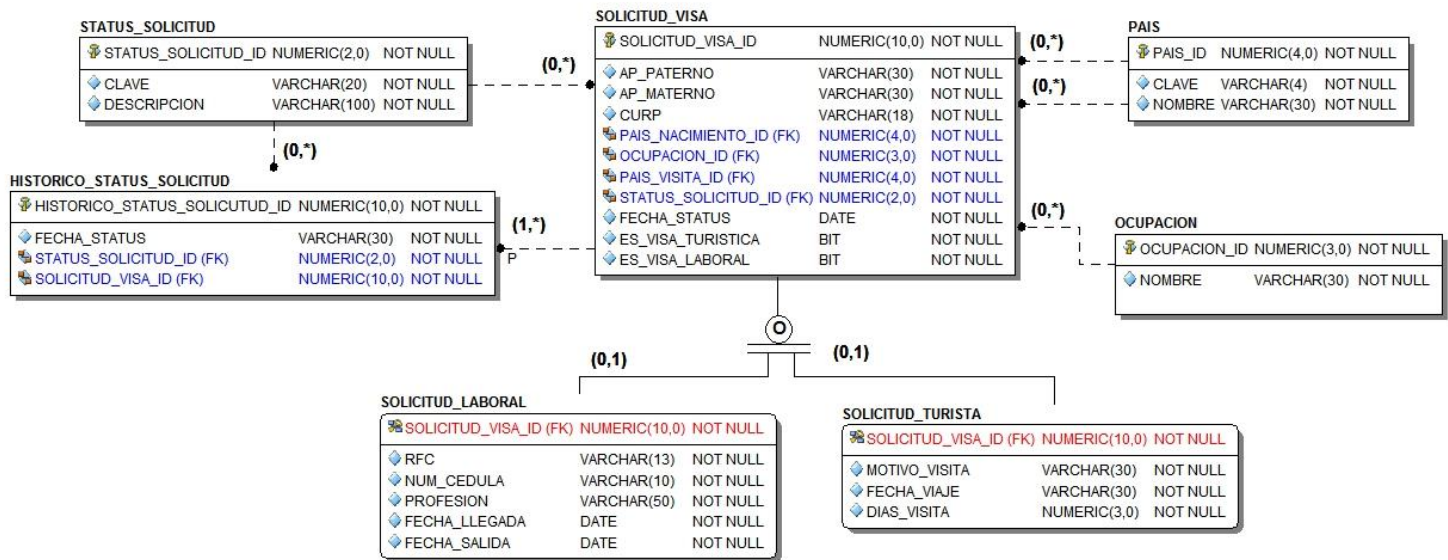 STATUS_SOLICITUD
STATUS_SOLICITUD_ID NUMERIC(2,0) NOT NULL
CLAVE VARCHAR(20) NOT NULL
DESCRIPCION VARCHAR(100) NOT NULL
(0,*)
(0,*)
SOLICITUD_VISA
SOLICITUD_VISA_ID NUMERIC(10,0) NOT NULL
AP_PATERNO VARCHAR(30) NOT NULL
AP_MATERNO VARCHAR(30) NOT NULL
CURP VARCHAR(18) NOT NULL
PAIS_NACIMIENTO_ID (FK) NUMERIC(4,0) NOT NULL
OCUPACION_ID (FK) NUMERIC(3,0) NOT NULL
PAIS_VISITA_ID (FK) NUMERIC(4,0) NOT NULL
STATUS_SOLICITUD_ID (FK) NUMERIC(2,0) NOT NULL
FECHA_STATUS DATE NOT NULL
ES_VISA_TURISTICA BIT NOT NULL
ES_VISA_LABORAL BIT NOT NULL
(0,*)
(0,*)
PAIS
PAIS_ID NUMERIC(4,0) NOT NULL
CLAVE VARCHAR(4) NOT NULL
NOMBRE VARCHAR(30) NOT NULL
HISTORICO_STATUS_SOLICITUD
HISTORICO_STATUS_SOLICUTUD_ID NUMERIC(10,0) NOT NULL
FECHA_STATUS VARCHAR(30) NOT NULL
STATUS_SOLICITUD_ID (FK) NUMERIC(2,0) NOT NULL
SOLICITUD_VISA_ID (FK) NUMERIC(10,0) NOT NULL
(1,*)
P
(0,*)
OCUPACION
OCUPACION_ID NUMERIC(3,0) NOT NULL
NOMBRE VARCHAR(30) NOT NULL
O
(0,1)
(0,1)
SOLICITUD_LABORAL
SOLICITUD_VISA_ID (FK) NUMERIC(10,0) NOT NULL
RFC VARCHAR(13) NOT NULL
NUM_CEDULA VARCHAR(10) NOT NULL
PROFESION VARCHAR(50) NOT NULL
FECHA_LLEGADA DATE NOT NULL
FECHA_SALIDA DATE NOT NULL
SOLICITUD_TURISTA
SOLICITUD_VISA_ID (FK) NUMERIC(10,0) NOT NULL
MOTIVO_VISITA VARCHAR(30) NOT NULL
FECHA_VIAJE VARCHAR(30) NOT NULL
DIAS_VISITA NUMERIC(3,0) NOT NULL